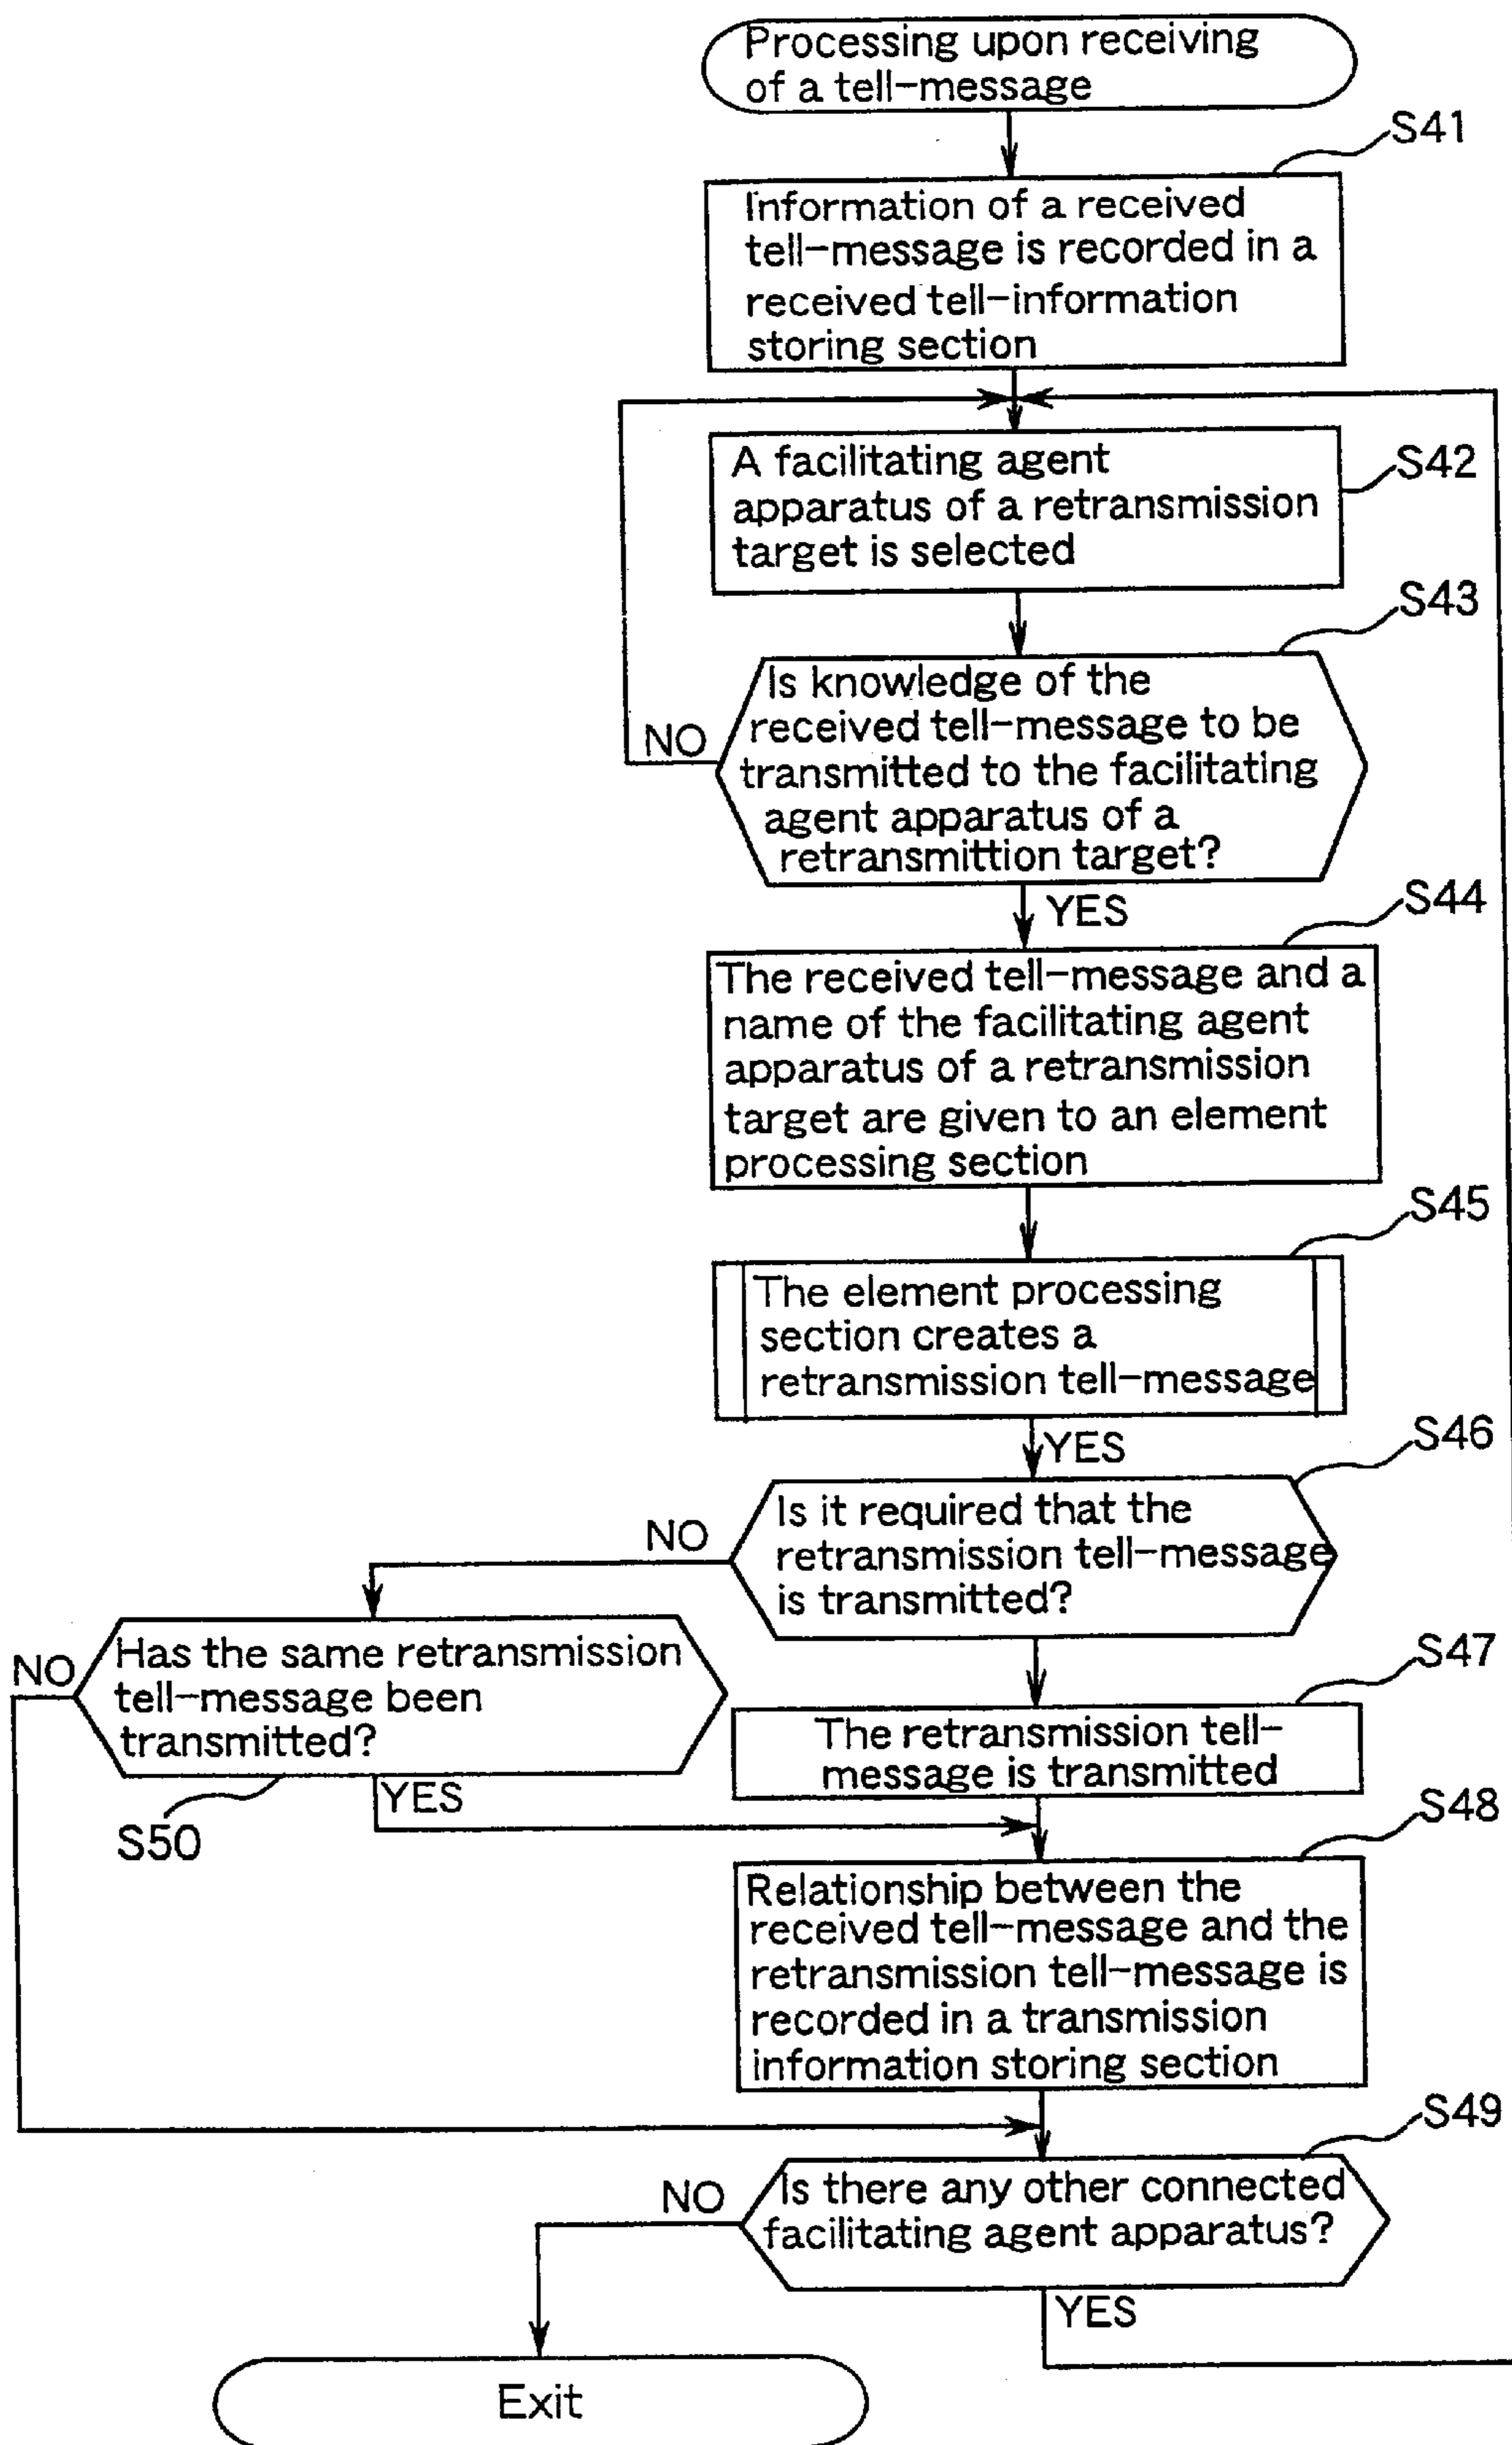 Processing upon receiving
of a tell-message
S41
Information of a received
tell-message is recorded in a
received tell-information
storing section
A facilitating agent
apparatus of a retransmission
target is selected
S42
S43
Is knowledge of the
received tell-message to be
transmitted to the facilitating
agent apparatus of a
retransmittion target?
NO
YES
S44
The received tell-message and a
name of the facilitating agent
apparatus of a retransmission
target are given to an element
processing section
S45
The element processing
section creates a
retransmission tell-message
YES
S46
Is it required that the
retransmission tell-message
is transmitted?
NO
NO
Has the same retransmission
tell-message been
transmitted?
YES
S50
S47
The retransmission tell-
message is transmitted
S48
Relationship between the
received tell-message and the
retransmission tell-message is
recorded in a transmission
information storing section
S49
NO
Is there any other connected
facilitating agent apparatus?
YES
Exit